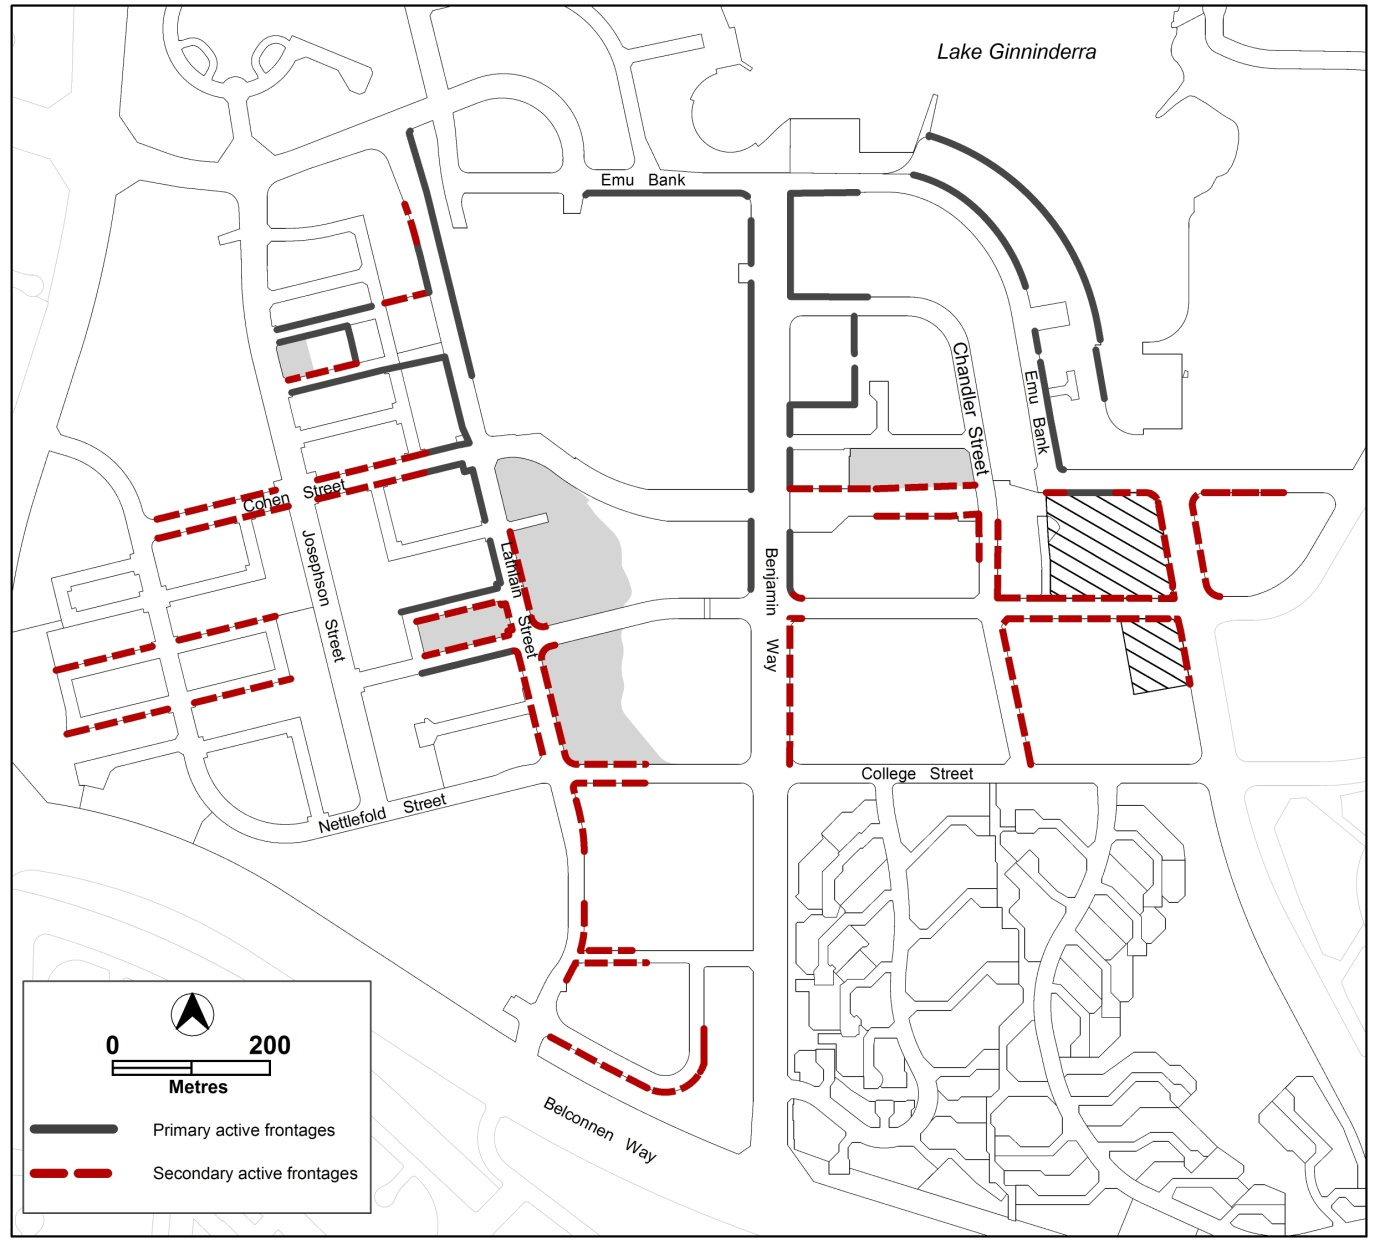 Lake Ginninderra
Emu Bank
Chandler Street
Emu Bank
Cohen Street
Josephson Street
Lathlain Street
Benjamin Way
College Street
Nettlefold Street
Belconnen Way
0 200
Metres
Primary active frontages
Secondary active frontages